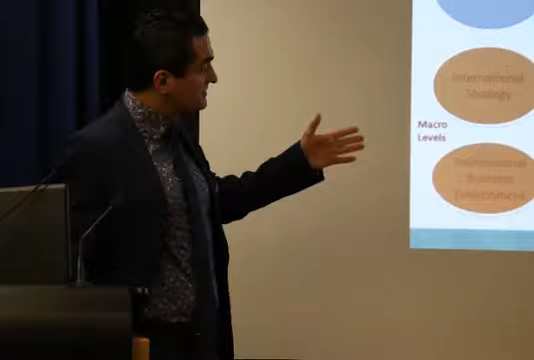 International
Strategy
Macro
Levels
International
Business
Environment